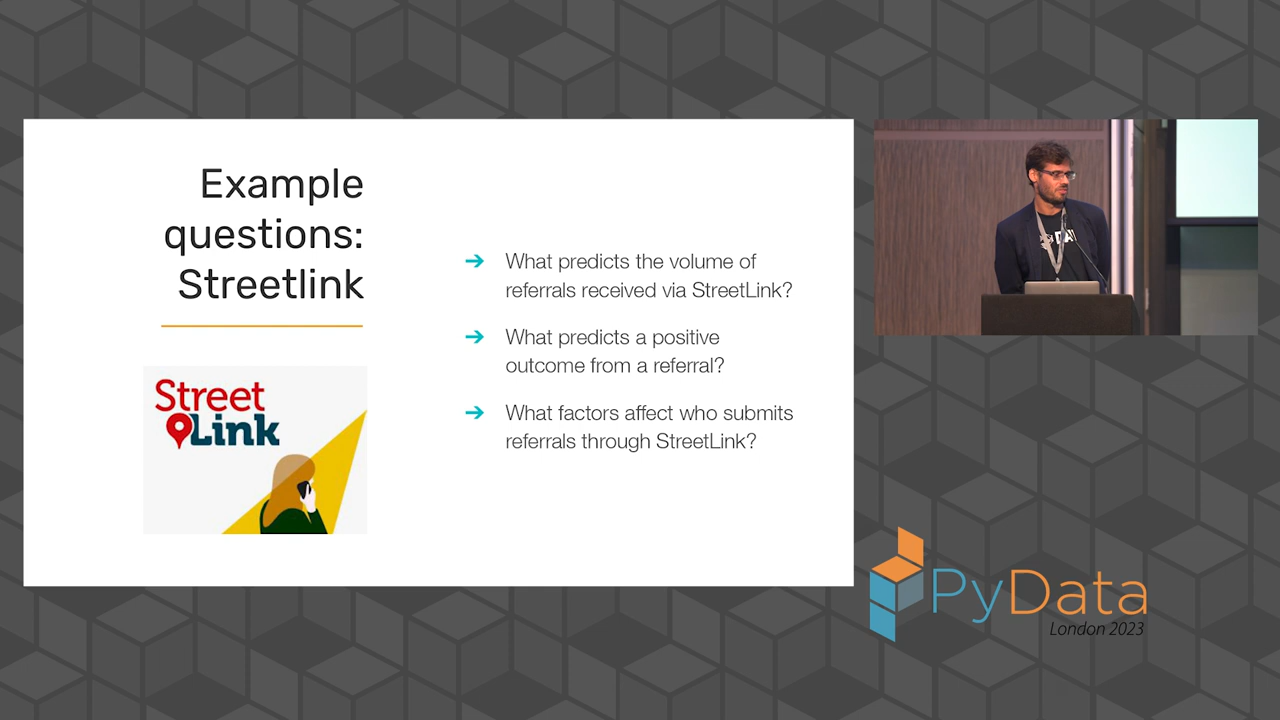 Example
questions:
Streetlink
Street
Link
➔ What predicts the volume of
referrals received via StreetLink?
➔ What predicts a positive
outcome from a referral?
➔ What factors affect who submits
referrals through StreetLink?
PyData
London 2023